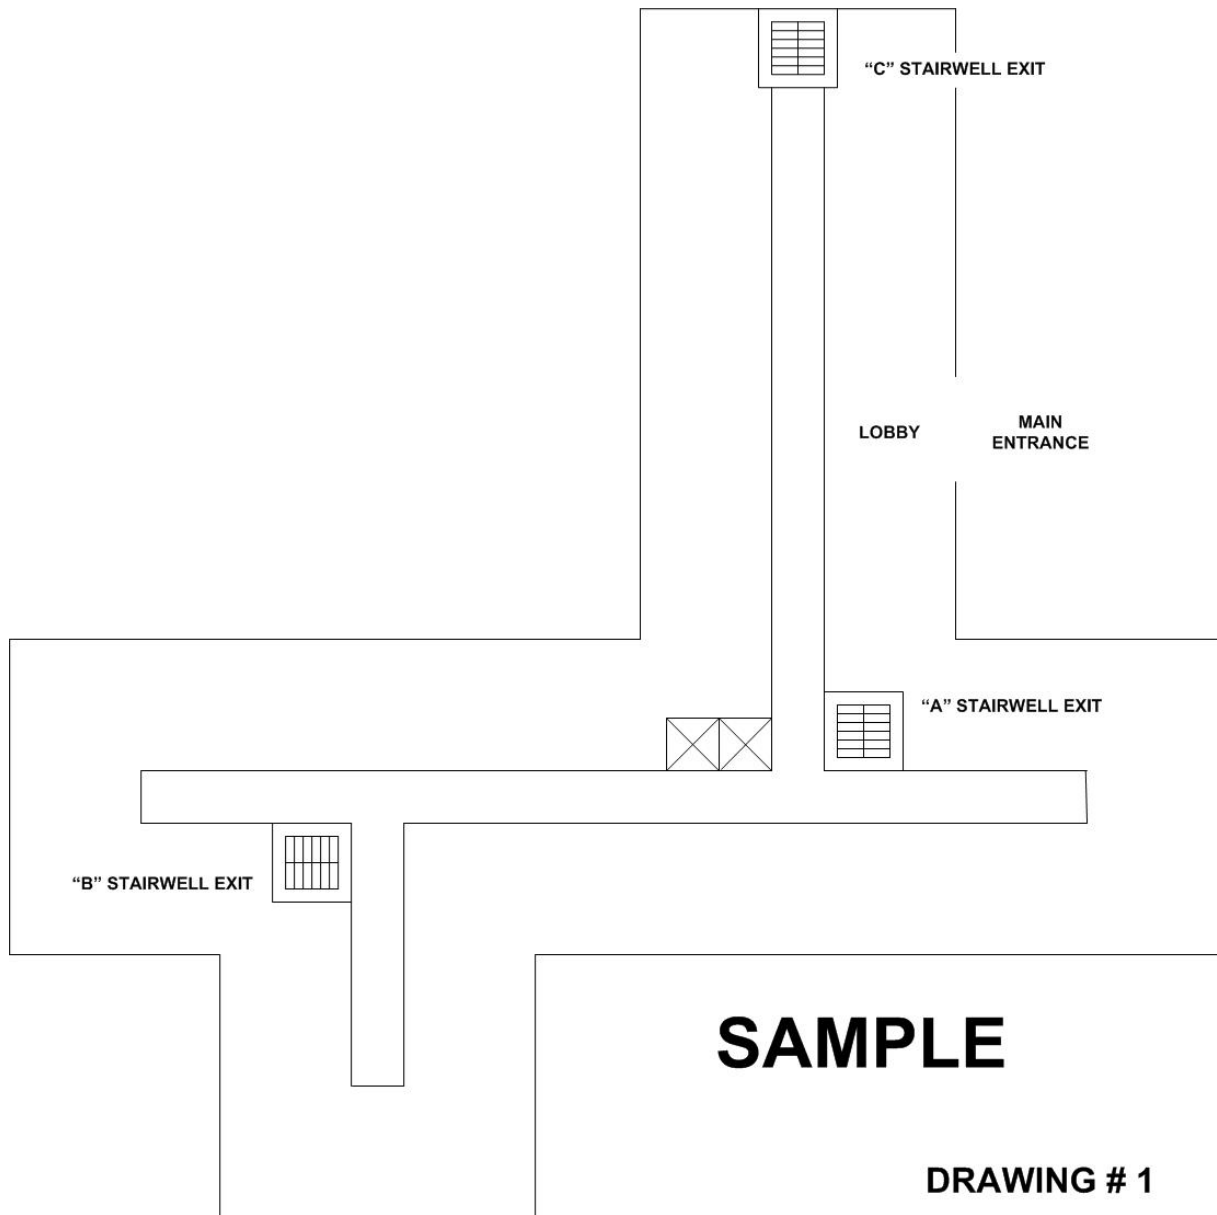 “C” STAIRWELL EXIT
LOBBY
MAIN
ENTRANCE
“A” STAIRWELL EXIT
“B” STAIRWELL EXIT
SAMPLE
DRAWING # 1